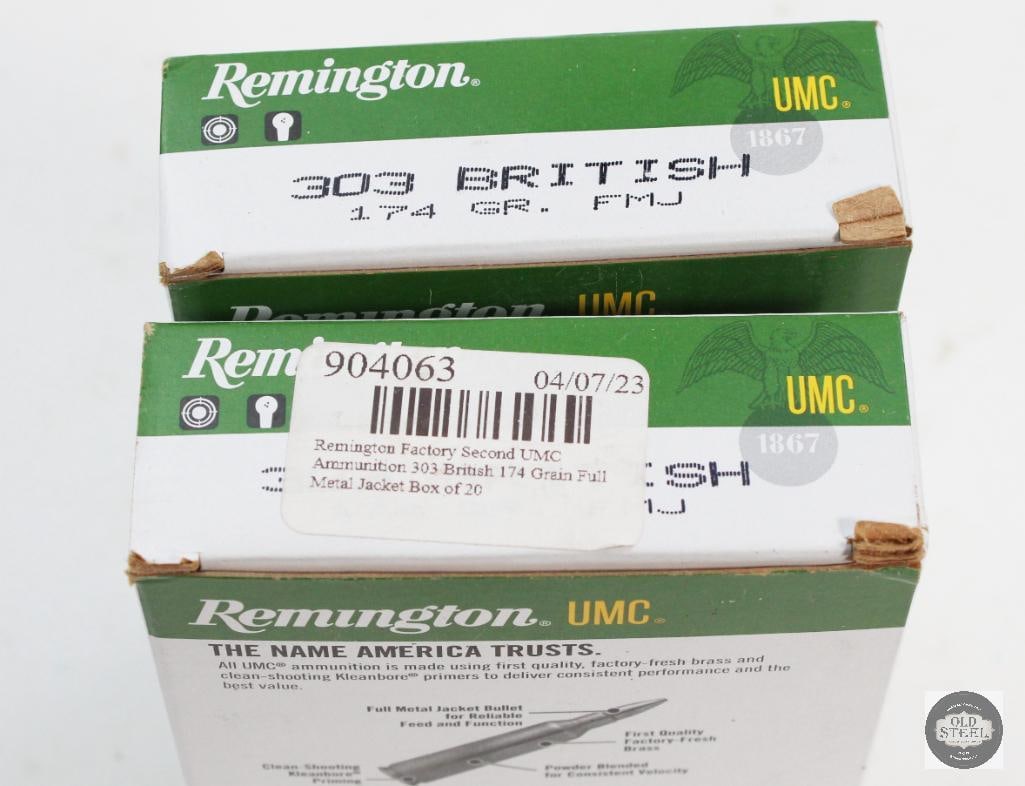 Remington®
UMC®
1867
303 BRITISH
174 GR. FMJ
Remington UMC
Rem
UMC®
1867
904063 04/07/23
Remington Factory Second UMC
Ammunition 303 British 174 Grain Full
Metal Jacket Box of 20
ISH
MJ
Remington® UMC®
THE NAME AMERICA TRUSTS.
All UMC® ammunition is made using first quality, factory-fresh brass and
clean-shooting Kleanbore® primers to deliver consistent performance and the
best value.
Full Metal Jacket Bullet
for Reliable
Feed and Function
First Quality
Factory-Fresh
Brass
Clean-Shooting
Kleanbore®
Priming
Powder Blended
for Consistent Velocity
OLD
STEEL